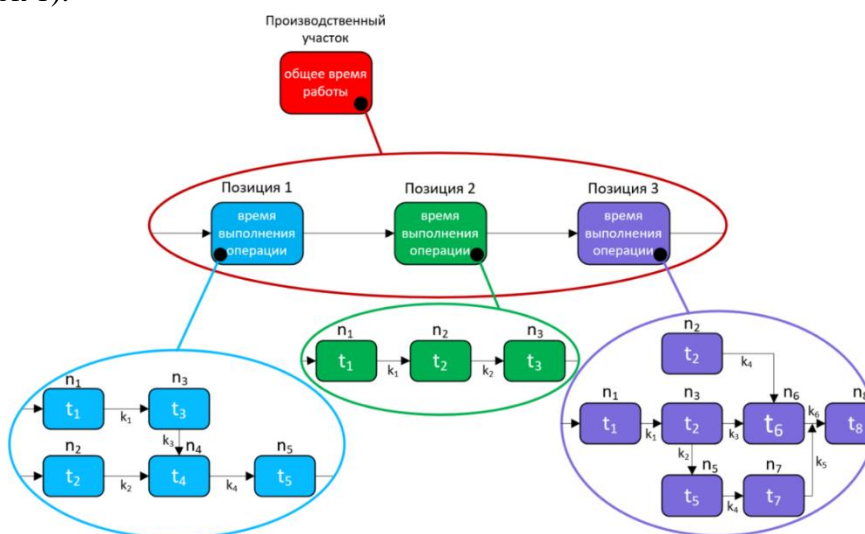 Производственный
участок
общее время
работы
Позиция 1
Позиция 2
Позиция 3
время
выполнения
операции
время
выполнения
операции
время
выполнения
операции
n₁
n₂
n₃
t₁
k₁
t₂
k₂
t₃
n₁
n₃
t₁
k₁
t₃
k₃
n₂
n₄
n₅
t₂
k₂
t₄
k₄
t₅
n₂
t₂
k₄
n₁
n₃
n₆
n₈
t₁
k₁
t₂
k₃
t₆
k₆
t₈
k₂
n₅
n₇
k₅
t₅
k₄
t₇